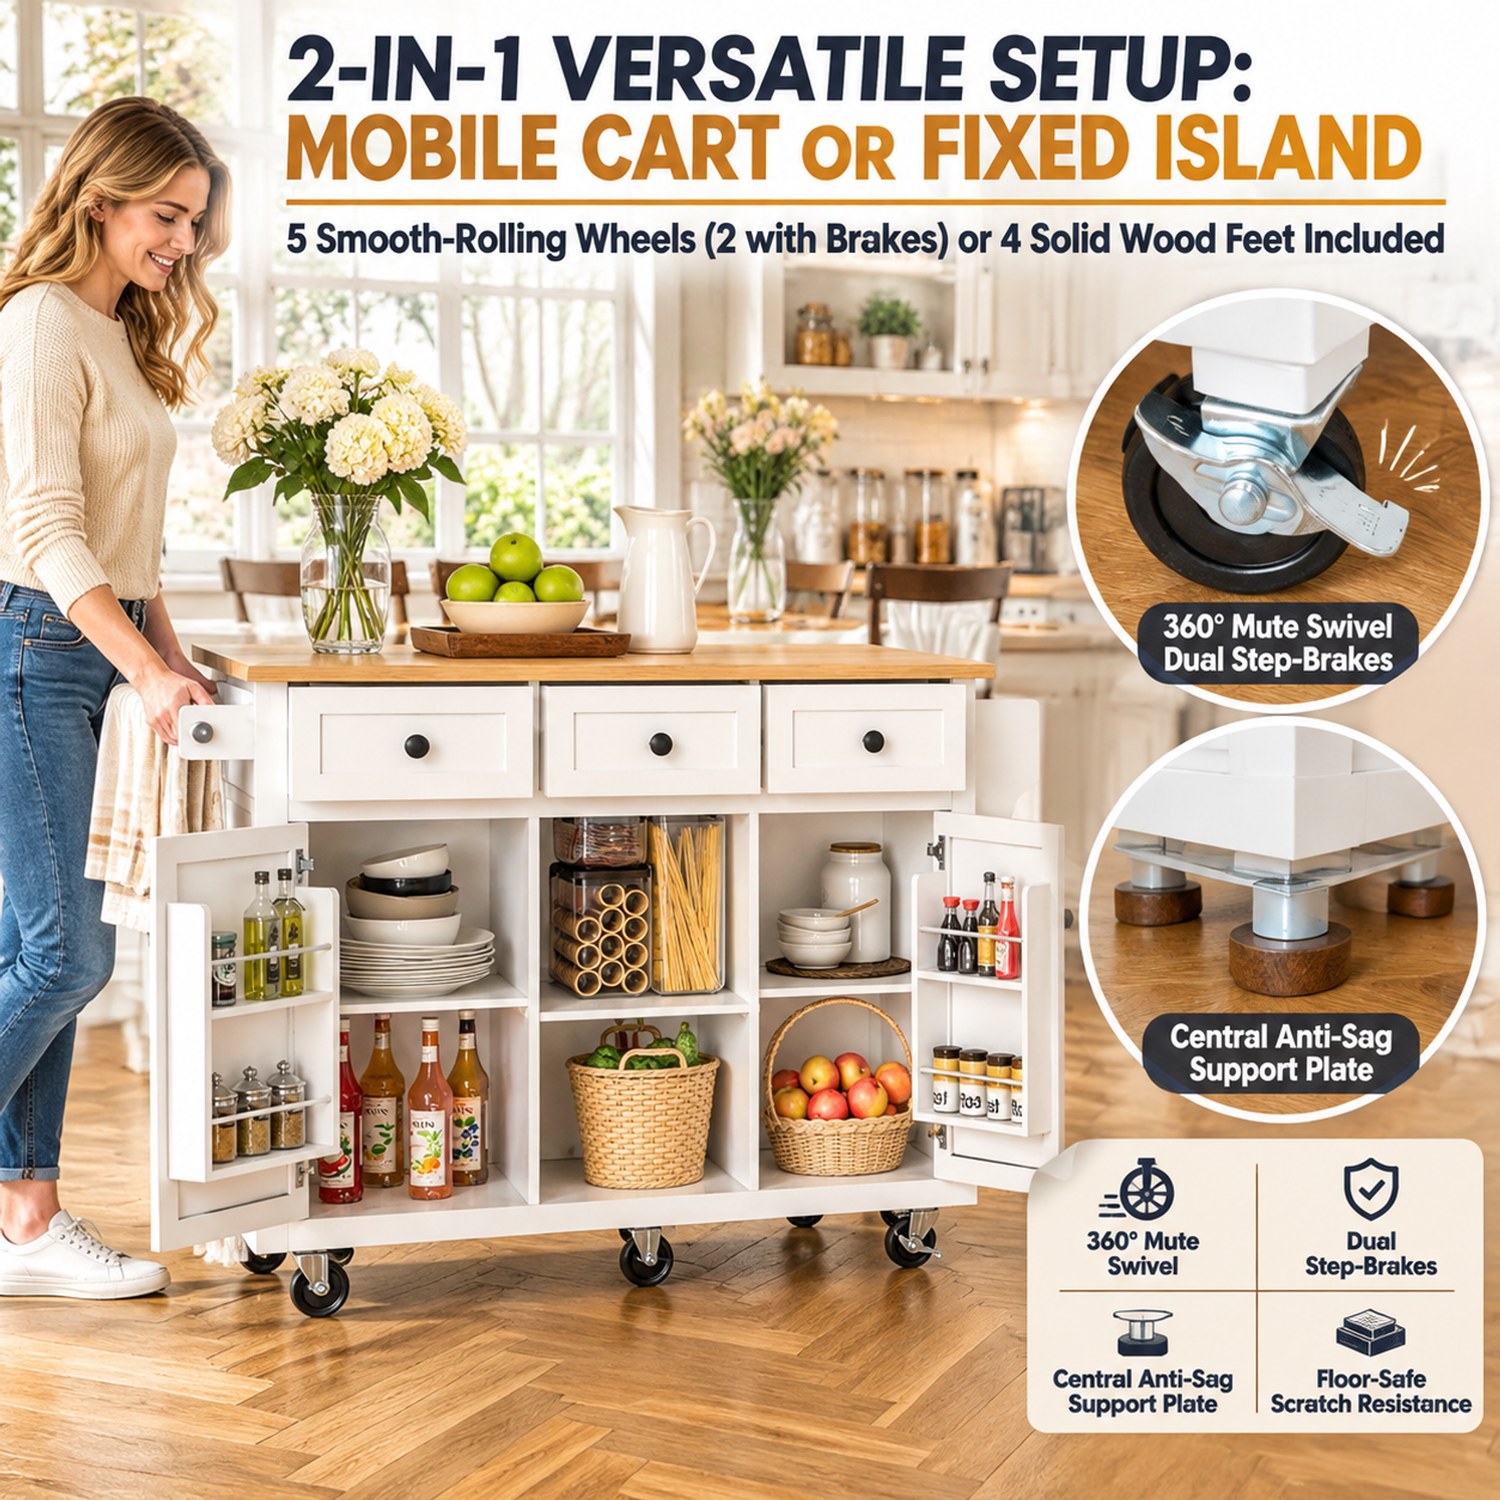 2-IN-1 VERSATILE SETUP:
MOBILE CART OR FIXED ISLAND
5 Smooth-Rolling Wheels (2 with Brakes) or 4 Solid Wood Feet Included
360° Mute Swivel
Dual Step-Brakes
Central Anti-Sag
Support Plate
360° Mute
Swivel
Dual
Step-Brakes
Central Anti-Sag
Support Plate
Floor-Safe
Scratch Resistance